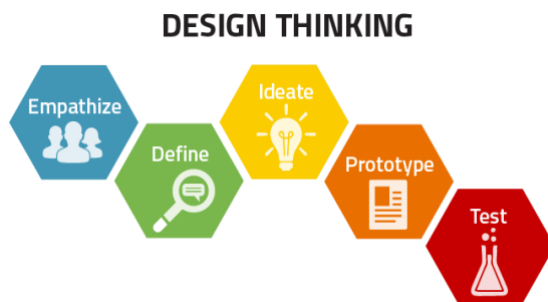 DESIGN THINKING
Empathize
Define
Ideate
Prototype
Test